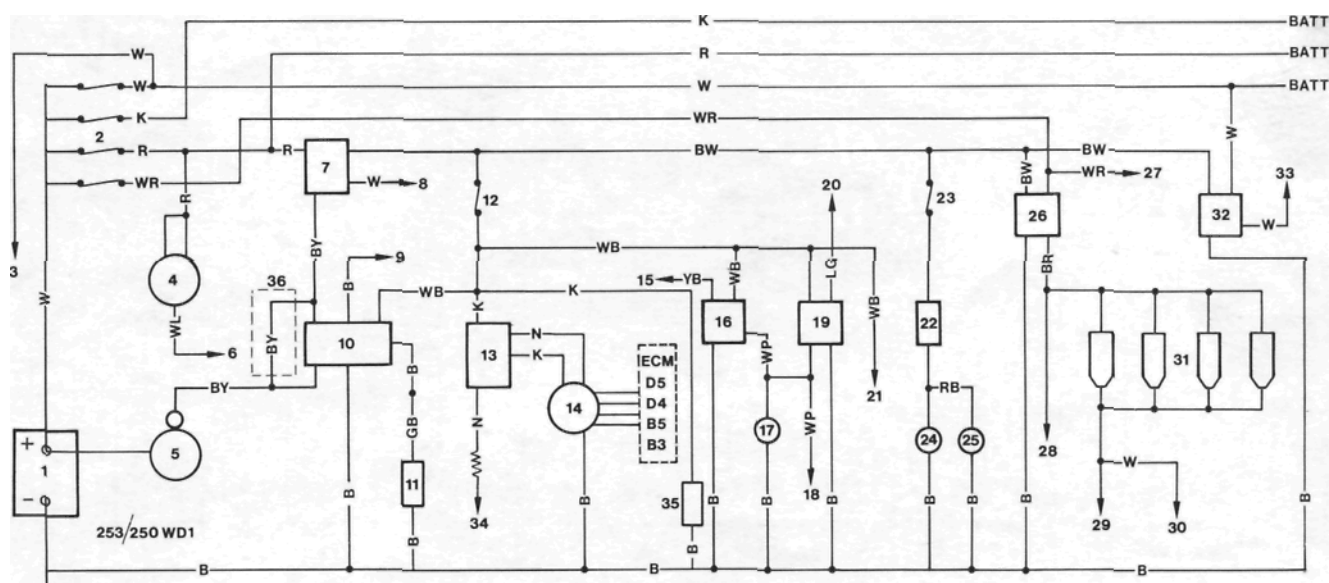 K BATT
R BATT
W W W BATT
K WR
2
R R 7 BW BW
WR W 8 WR 27
20
33
12 23 26 32
W
R BW W
3 4 BY B 9 WB WB LG BR W 33
36 15 YB
WB K
W WL 6 BY 10 K 13 N 16 19 WB 22
K ECM WP 21 31
BY B D5
14 D4 RB
+ 5 GB N B5 17 WP 24 25
1 B3 28 W
- B 11 B 35 B B 18 B B B B B
34 29 30
253/250 WD1 B B
B B B